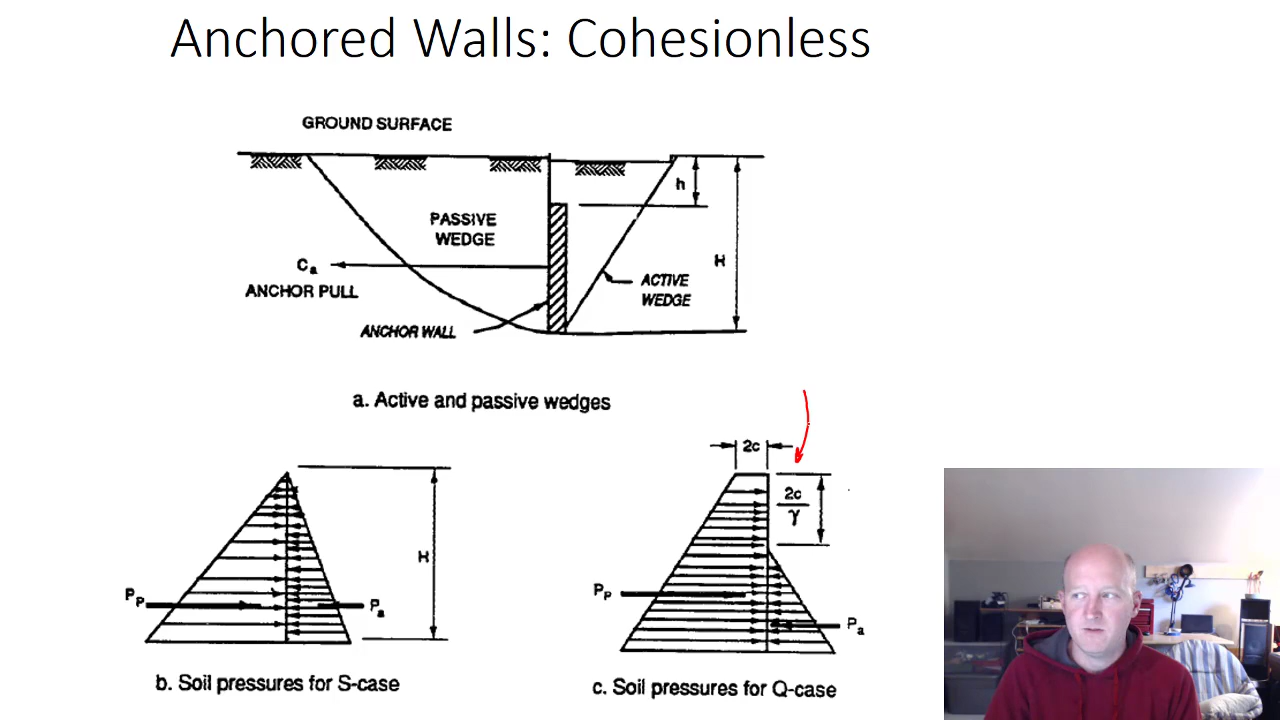 Anchored Walls: Cohesionless
GROUND SURFACE
h
PASSIVE
WEDGE
H
Ca
ANCHOR PULL
ACTIVE
WEDGE
ANCHOR WALL
a. Active and passive wedges
2c
2c
γ
H
Pp
Pa
Pp
Pa
b. Soil pressures for S-case
c. Soil pressures for Q-case